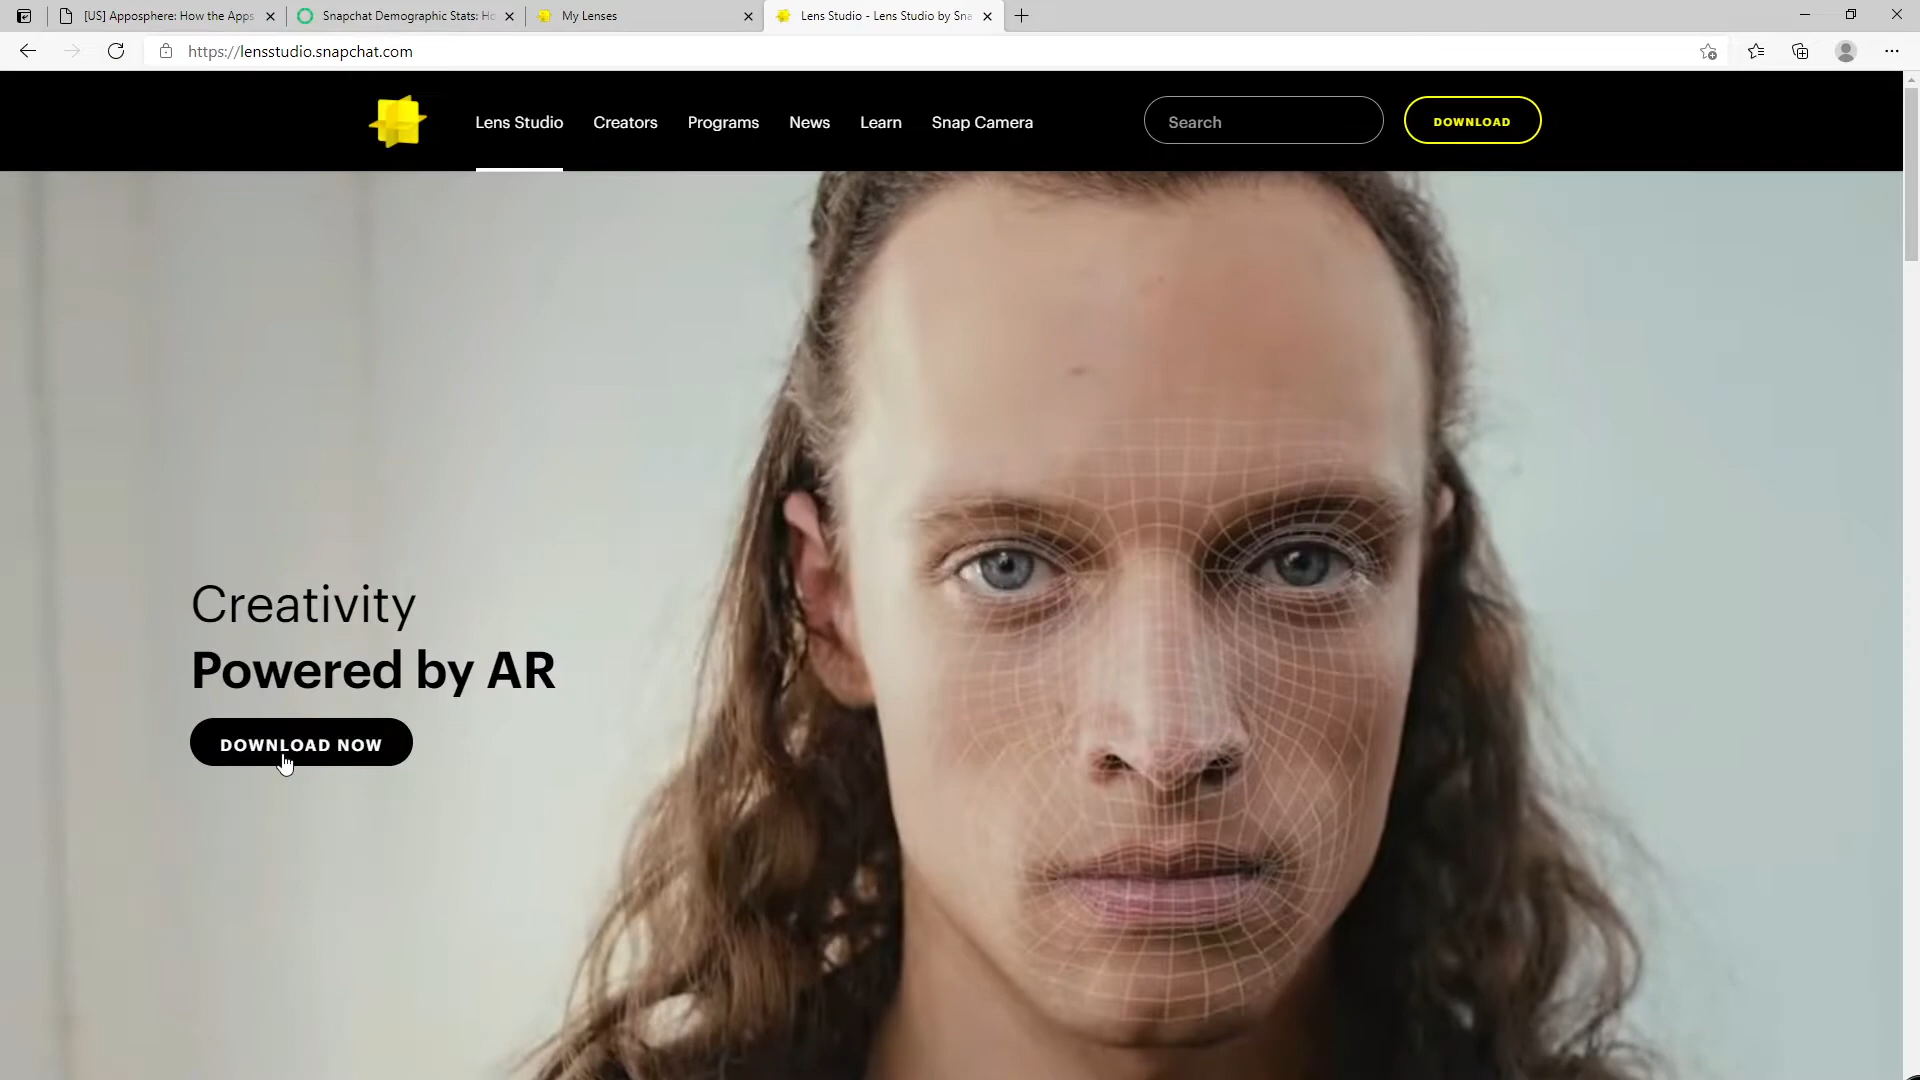 [US] Apposphere: How the Apps
Snapchat Demographic Stats: Ho
My Lenses
Lens Studio - Lens Studio by Sna
https://lensstudio.snapchat.com
Lens Studio
Creators
Programs
News
Learn
Snap Camera
Search
DOWNLOAD
Creativity
Powered by AR
DOWNLOAD NOW